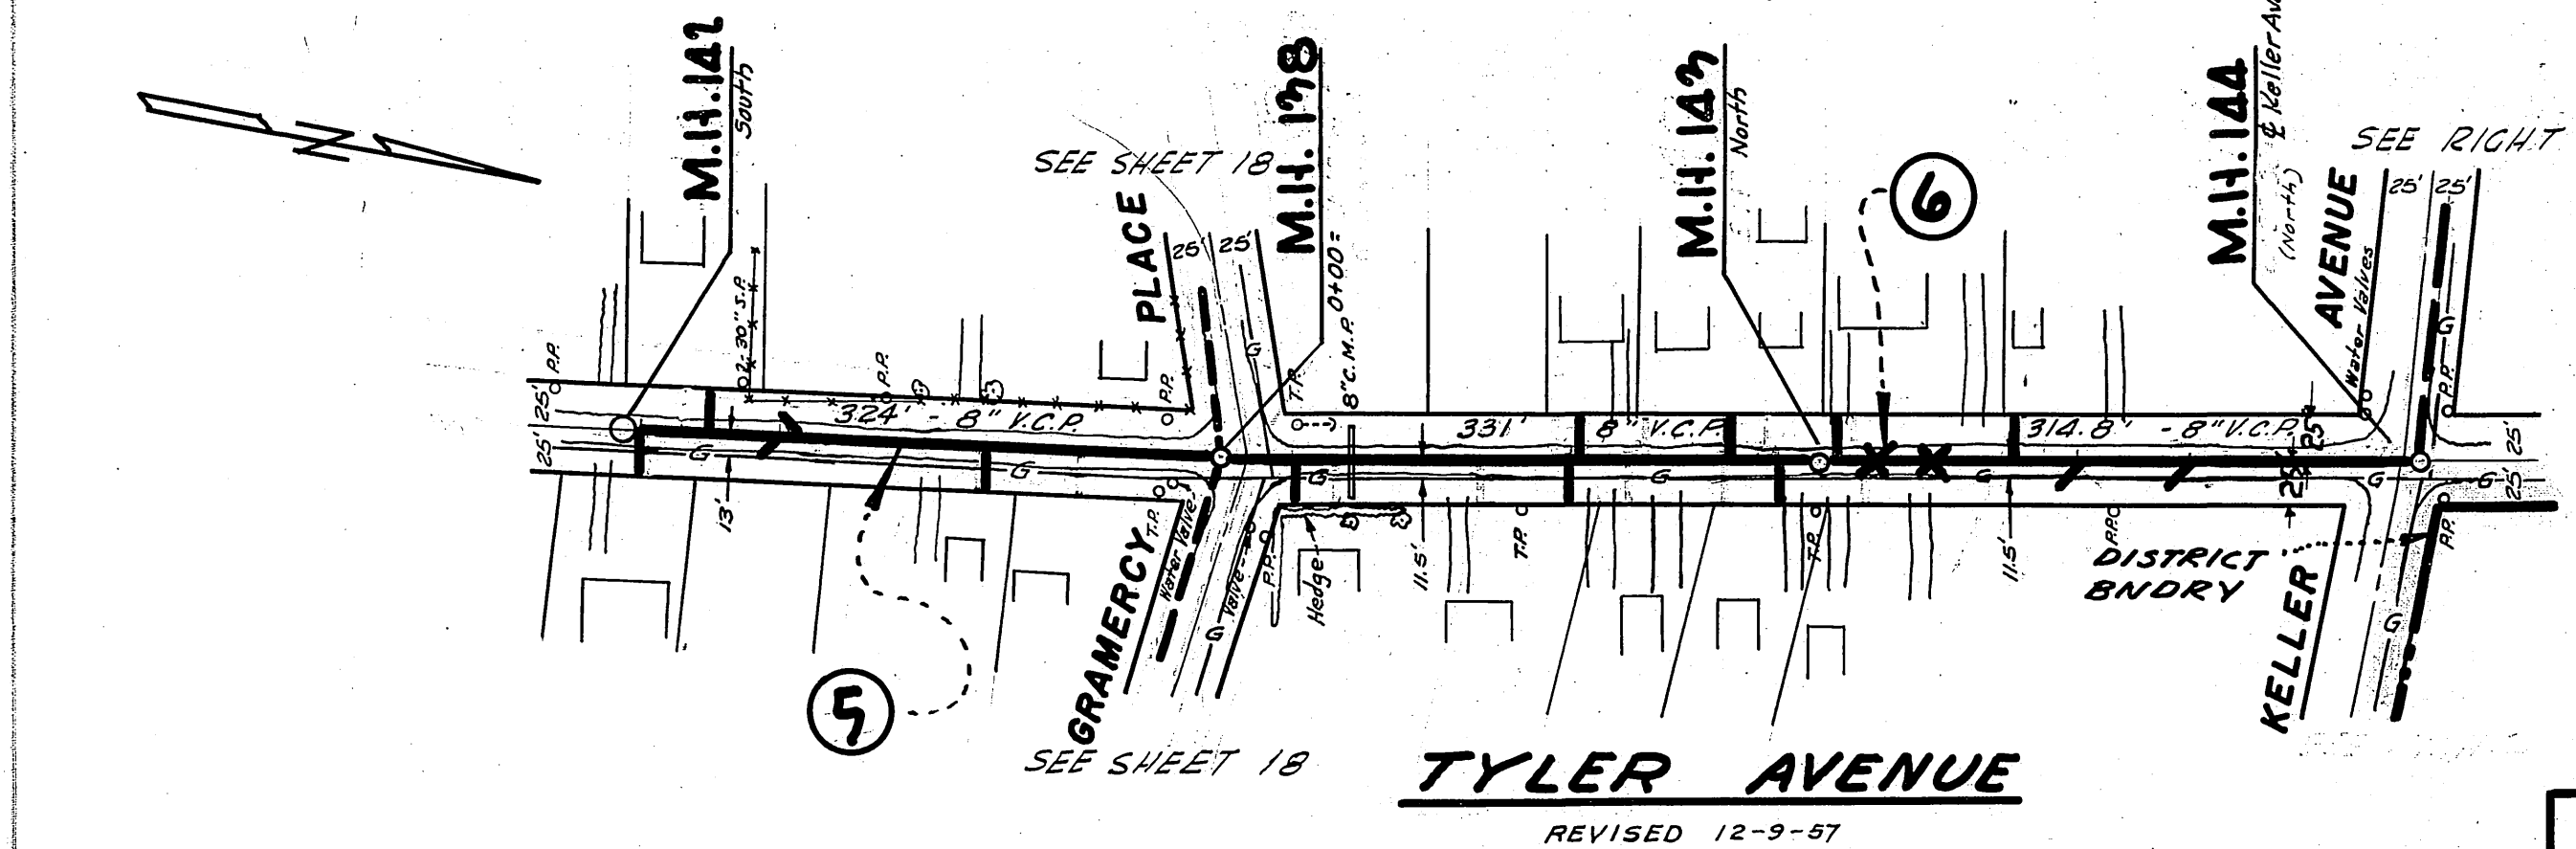 M.H. 142
South
SEE SHEET 18
M.H. 138
0+00=
M.H. 143
North
M.H. 144
℄ Keller Av
(North)
SEE RIGHT
N
PLACE
25' 25'
6
AVENUE
Water Valves
25' 25'
P.P.
2-30" S.P.
P.P.
P.P.
T.P.
8" C.M.P.
G
G
P.P.
25'
25'
324' - 8" V.C.P.
331' 8" V.C.P.
314.8' - 8" V.C.P.
25'
25'
25'
25'
G
G
G
G
G
G
G
13'
T.P.
Water Valve
Valve
P.P.
Hedge
11.5'
T.P.
T.P.
11.5'
P.P.
P.P.
G
G
5
GRAMERCY
DISTRICT
BNDRY
KELLER
SEE SHEET 18
TYLER AVENUE
REVISED 12-9-57